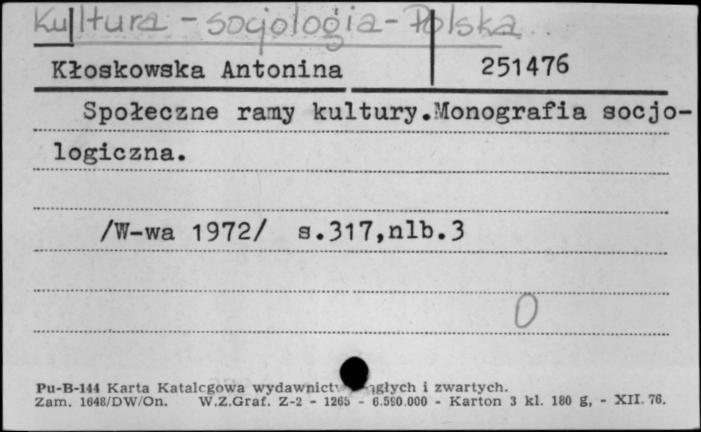 Kultura - socjologia - Polska
Kłoskowska Antonina 251476
Społeczne ramy kultury.Monografia socjo-
logiczna.
/W-wa 1972/ s.317,nlb.3
0
Pu-B-144 Karta Katalogowa wydawnictw ciągłych i zwartych.
Zam. 1648/DW/On. W.Z.Graf. Z-2 - 1265 - 6.590.000 - Karton 3 kl. 180 g, - XII. 76.